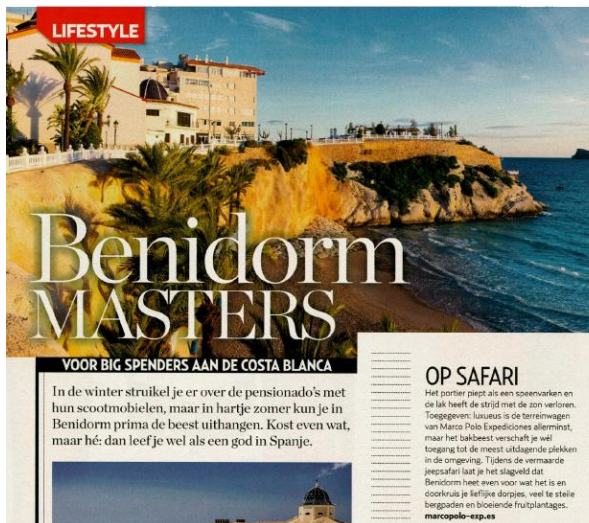 LIFESTYLE
Benidorm
MASTERS
VOOR BIG SPENDERS AAN DE COSTA BLANCA
In de winter struikel je er over de pensionado's met
hun scootmobielen, maar in hartje zomer kun je in
Benidorm prima de beest uithangen. Kost even wat,
maar hé: dan leef je wel als een god in Spanje.
OP SAFARI
Het portier piept als een speenvarken en
de lak heeft de strijd met de zon verloren.
Toegegeven: luxueus is de terreinwagen
van Marco Polo Expediciones allerminst,
maar het bakbeest verschaft je wél
toegang tot de meest uitdagende plekken
in de omgeving. Tijdens de vermaarde
jeepsafari laat je het slagveld dat
Benidorm heet even voor wat het is en
doorkruis je lieflijke dorpjes, veel te steile
bergpaden en bloeiende fruitplantages.
marcopolo-exp.es